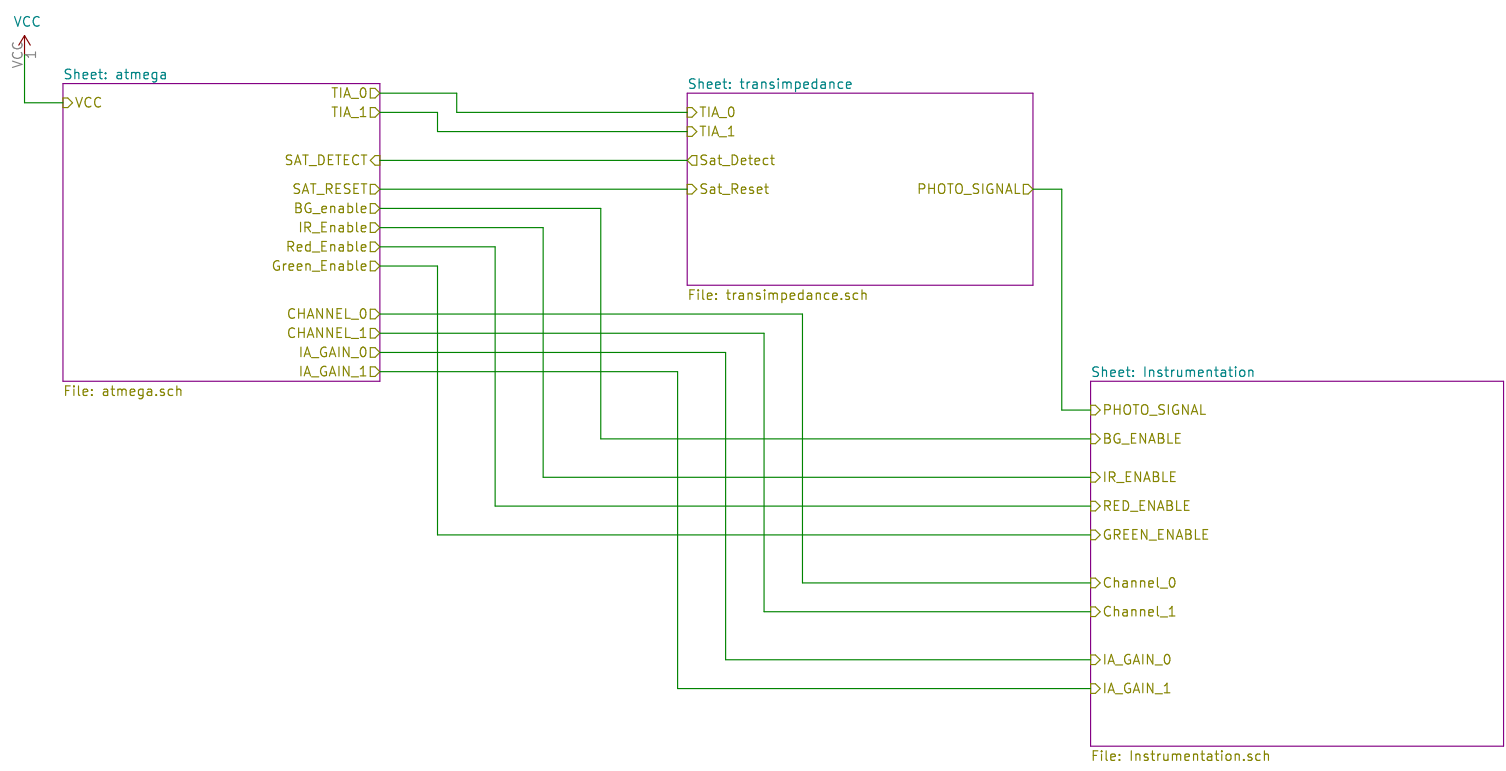 VCC
VCC
1
Sheet: atmega
VCC
TIA_0
TIA_1
SAT_DETECT
SAT_RESET
BG_enable
IR_Enable
Red_Enable
Green_Enable
CHANNEL_0
CHANNEL_1
IA_GAIN_0
IA_GAIN_1
File: atmega.sch
Sheet: transimpedance
TIA_0
TIA_1
Sat_Detect
Sat_Reset
PHOTO_SIGNAL
File: transimpedance.sch
Sheet: Instrumentation
PHOTO_SIGNAL
BG_ENABLE
IR_ENABLE
RED_ENABLE
GREEN_ENABLE
Channel_0
Channel_1
IA_GAIN_0
IA_GAIN_1
File: Instrumentation.sch